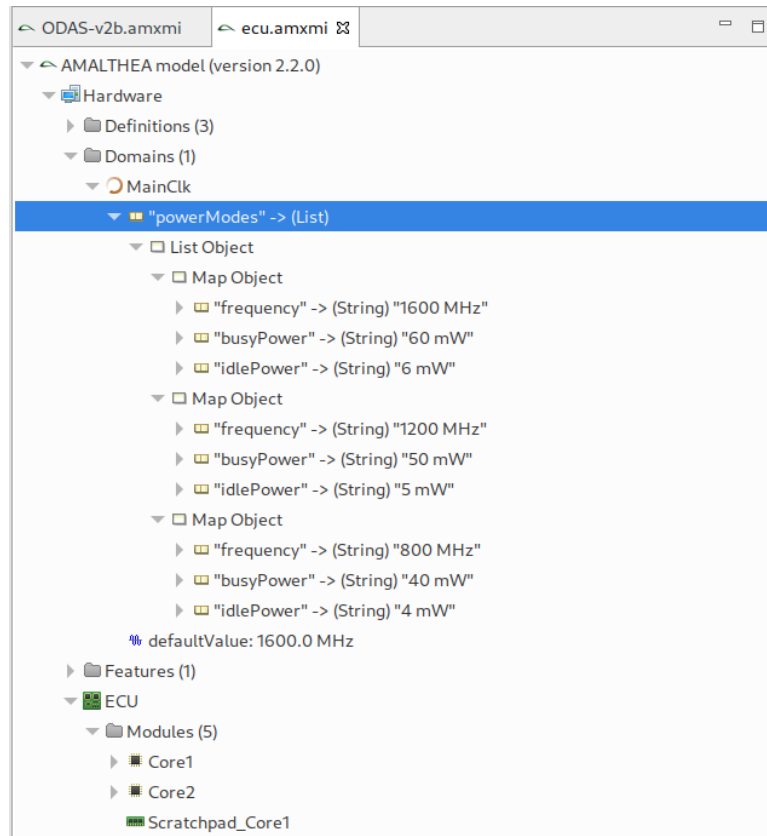 ODAS-v2b.amxmi
ecu.amxmi
AMALTHEA model (version 2.2.0)
Hardware
Definitions (3)
Domains (1)
MainClk
"powerModes" -> (List)
List Object
Map Object
"frequency" -> (String) "1600 MHz"
"busyPower" -> (String) "60 mW"
"idlePower" -> (String) "6 mW"
Map Object
"frequency" -> (String) "1200 MHz"
"busyPower" -> (String) "50 mW"
"idlePower" -> (String) "5 mW"
Map Object
"frequency" -> (String) "800 MHz"
"busyPower" -> (String) "40 mW"
"idlePower" -> (String) "4 mW"
defaultValue: 1600.0 MHz
Features (1)
ECU
Modules (5)
Core1
Core2
Scratchpad_Core1